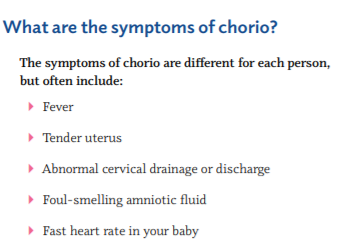 What are the symptoms of chorio?
The symptoms of chorio are different for each person,
but often include:
Fever
Tender uterus
Abnormal cervical drainage or discharge
Foul-smelling amniotic fluid
Fast heart rate in your baby